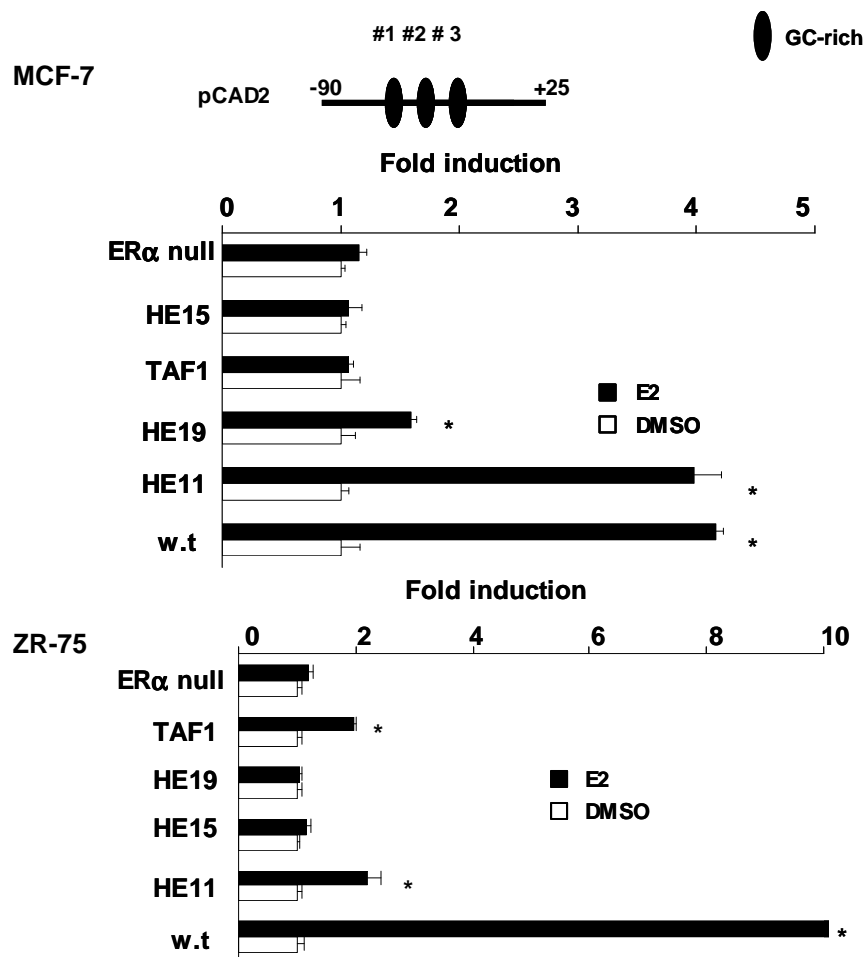 #1 #2 # 3
GC-rich
MCF-7
pCAD2
-90
+25
Fold induction
0 1 2 3 4 5
ERα null
HE15
TAF1
E2
DMSO
HE19
*
HE11
*
w.t
*
Fold induction
ZR-75
0 2 4 6 8 10
ERα null
TAF1
*
HE19
E2
DMSO
HE15
HE11
*
w.t
*